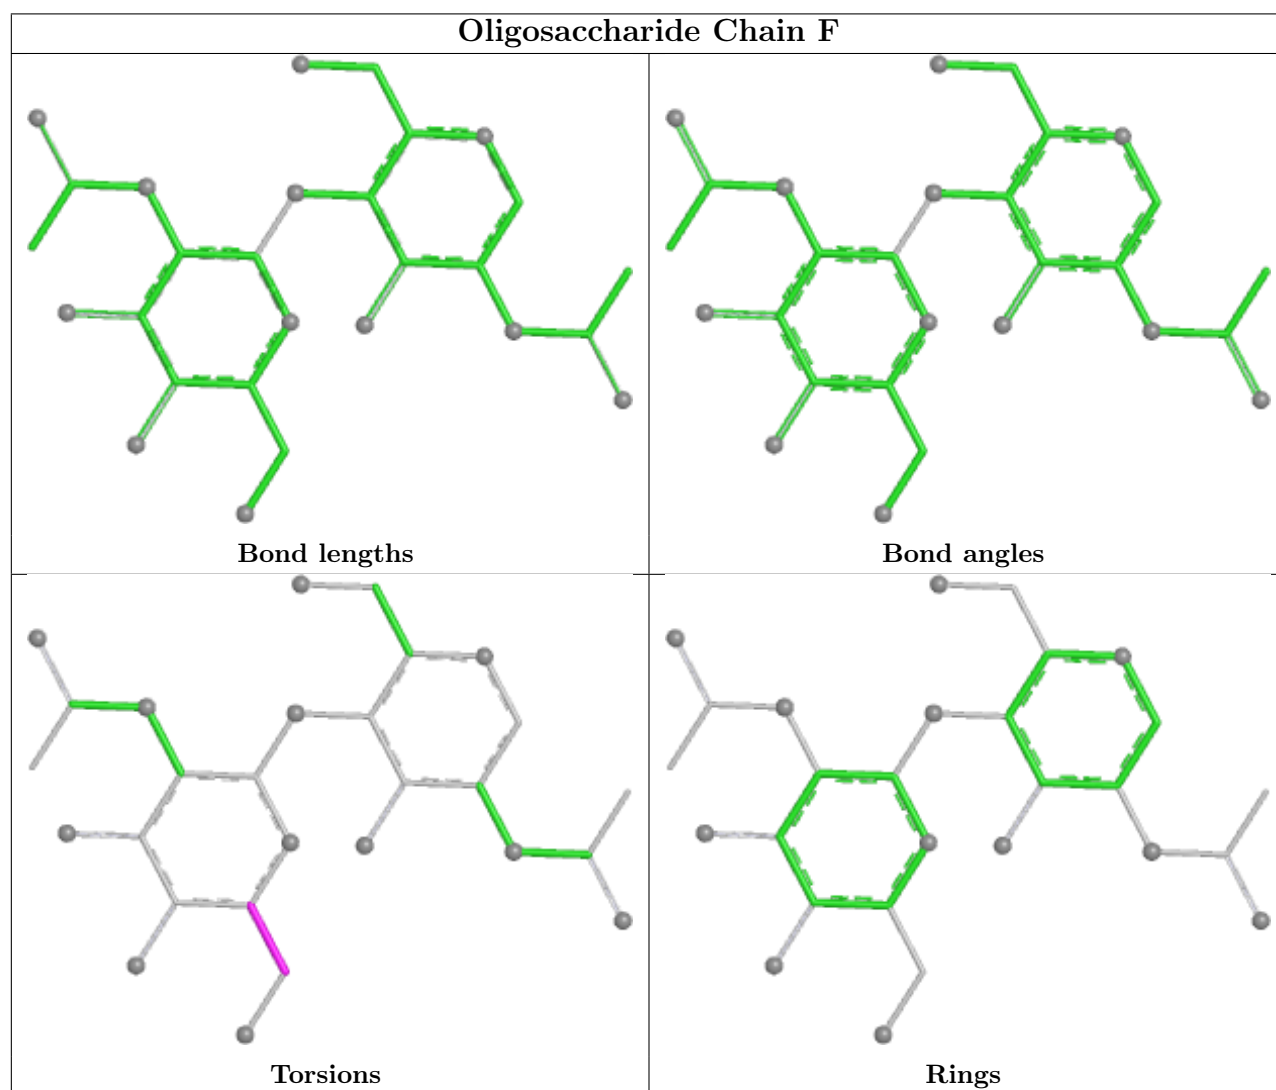 Oligosaccharide Chain F
Bond lengths
Bond angles
Torsions
Rings